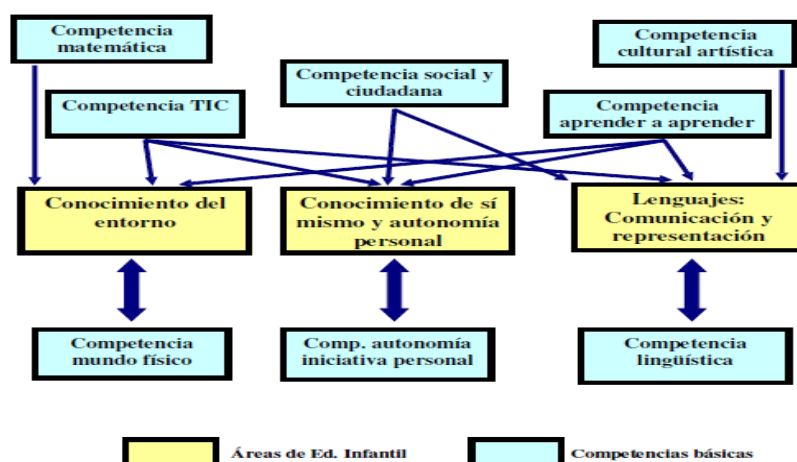 Competencia
matemática
Competencia
cultural artística
Competencia social y
ciudadana
Competencia TIC
Competencia
aprender a aprender
Conocimiento del
entorno
Conocimiento de sí
mismo y autonomía
personal
Lenguajes:
Comunicación y
representación
Competencia
mundo físico
Comp. autonomía
iniciativa personal
Competencia
lingüística
Áreas de Ed. Infantil
Competencias básicas